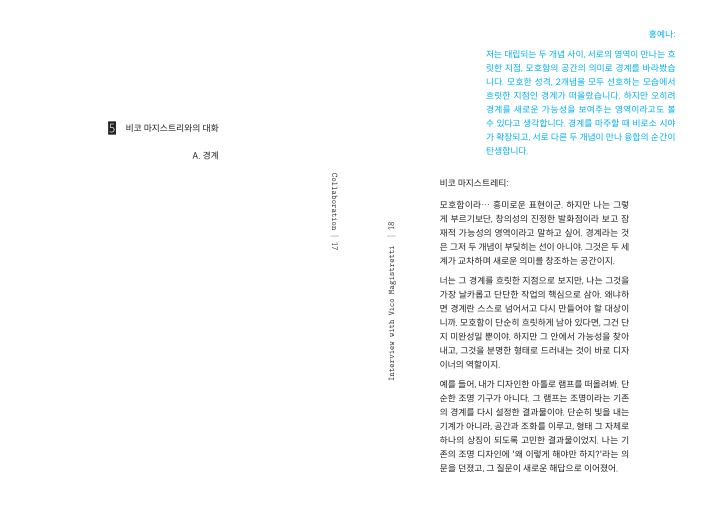 5 비코 마지스트리와의 대화
A. 경계
Collaboration | 17
Interview with Vico Magistretti | 18
홍예나:
저는 대립되는 두 개념 사이, 서로의 영역이 만나는 흐
릿한 지점, 모호함의 공간의 의미로 경계를 바라봤습
니다. 모호한 성격, 2개념을 모두 선호하는 모습에서
흐릿한 지점인 경계가 떠올랐습니다. 하지만 오히려
경계를 새로운 가능성을 보여주는 영역이라고도 볼
수 있다고 생각합니다. 경계를 마주할 때 비로소 시야
가 확장되고, 서로 다른 두 개념이 만나 융합의 순간이
탄생합니다.
비코 마지스트레티:
모호함이라… 흥미로운 표현이군. 하지만 나는 그렇
게 부르기보단, 창의성의 진정한 발화점이라 보고 잠
재적 가능성의 영역이라고 말하고 싶어. 경계라는 것
은 그저 두 개념이 부딪히는 선이 아니야. 그것은 두 세
계가 교차하며 새로운 의미를 창조하는 공간이지.
너는 그 경계를 흐릿한 지점으로 보지만, 나는 그것을
가장 날카롭고 단단한 작업의 핵심으로 삼아. 왜냐하
면 경계란 스스로 넘어서고 다시 만들어야 할 대상이
니까. 모호함이 단순히 흐릿하게 남아 있다면, 그건 단
지 미완성일 뿐이야. 하지만 그 안에서 가능성을 찾아
내고, 그것을 분명한 형태로 드러내는 것이 바로 디자
이너의 역할이지.
예를 들어, 내가 디자인한 아톨로 램프를 떠올려봐. 단
순한 조명 기구가 아니다. 그 램프는 조명이라는 기존
의 경계를 다시 설정한 결과물이야. 단순히 빛을 내는
기계가 아니라, 공간과 조화를 이루고, 형태 그 자체로
하나의 상징이 되도록 고민한 결과물이었지. 나는 기
존의 조명 디자인에 '왜 이렇게 해야만 하지?'라는 의
문을 던졌고, 그 질문이 새로운 해답으로 이어졌어.